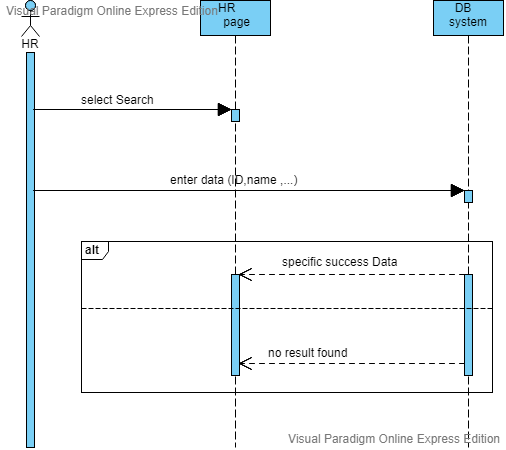 Visual Paradigm Online Express Edition
HR
page
DB
system
HR
select Search
enter data (ID,name ,...)
alt
specific success Data
no result found
Visual Paradigm Online Express Edition